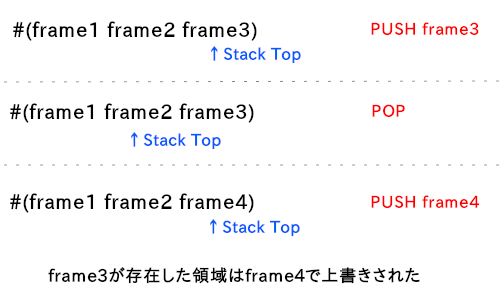 #(frame1 frame2 frame3) PUSH frame3
↑Stack Top
#(frame1 frame2 frame3) POP
↑Stack Top
#(frame1 frame2 frame4) PUSH frame4
↑Stack Top
frame3が存在した領域はframe4で上書きされた